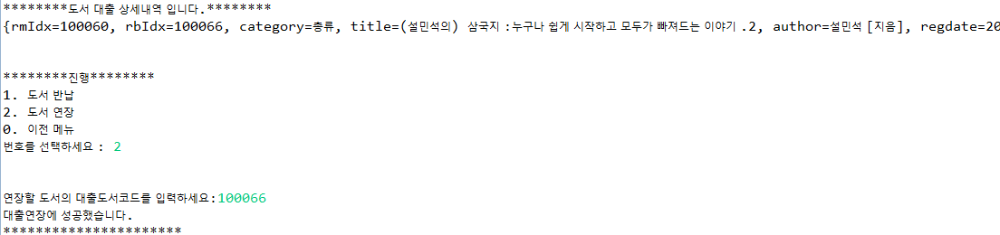 ********도서 대출 상세내역 입니다.********
{rmIdx=100060, rbIdx=100066, category=총류, title=(설민석의) 삼국지 :누구나 쉽게 시작하고 모두가 빠져드는 이야기 .2, author=설민석 [지음], regdate=20
********진행********
1. 도서 반납
2. 도서 연장
0. 이전 메뉴
번호를 선택하세요 : 2
연장할 도서의 대출도서코드를 입력하세요:100066
대출연장에 성공했습니다.
**********************